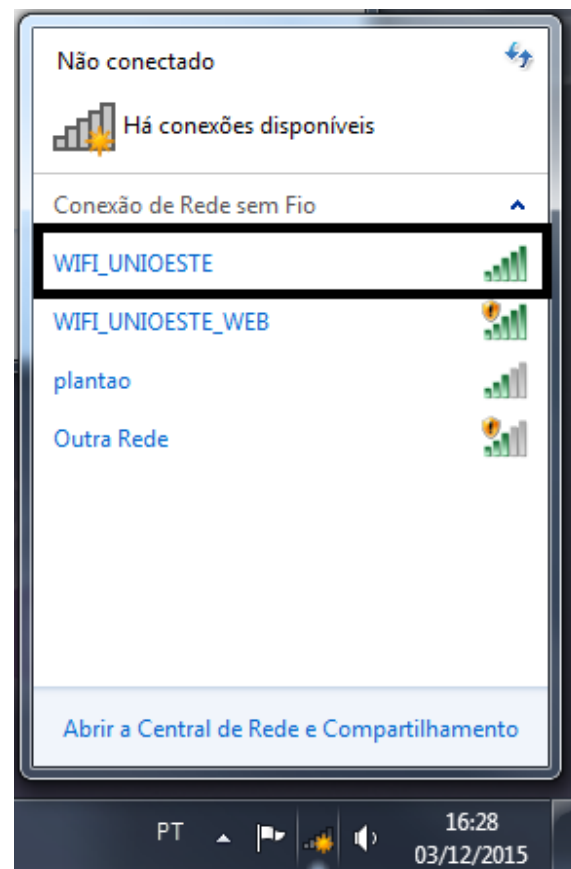 Não conectado
Há conexões disponíveis
Conexão de Rede sem Fio
WIFI_UNIOESTE
WIFI_UNIOESTE_WEB
plantao
Outra Rede
Abrir a Central de Rede e Compartilhamento
PT
16:28
03/12/2015